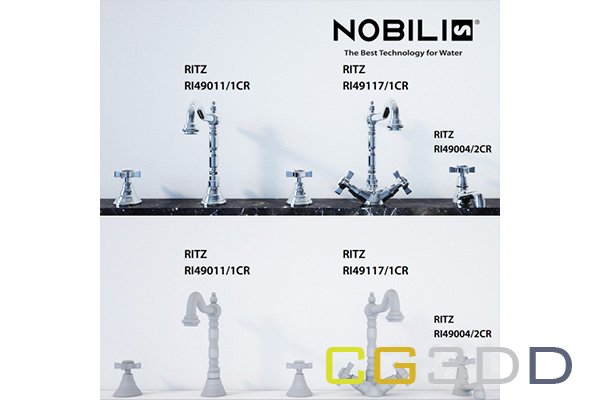 NOBILIS®
The Best Technology for Water
RITZ
RI49011/1CR
RITZ
RI49117/1CR
RITZ
RI49004/2CR
RITZ
RI49011/1CR
RITZ
RI49117/1CR
RITZ
RI49004/2CR
CG3DD